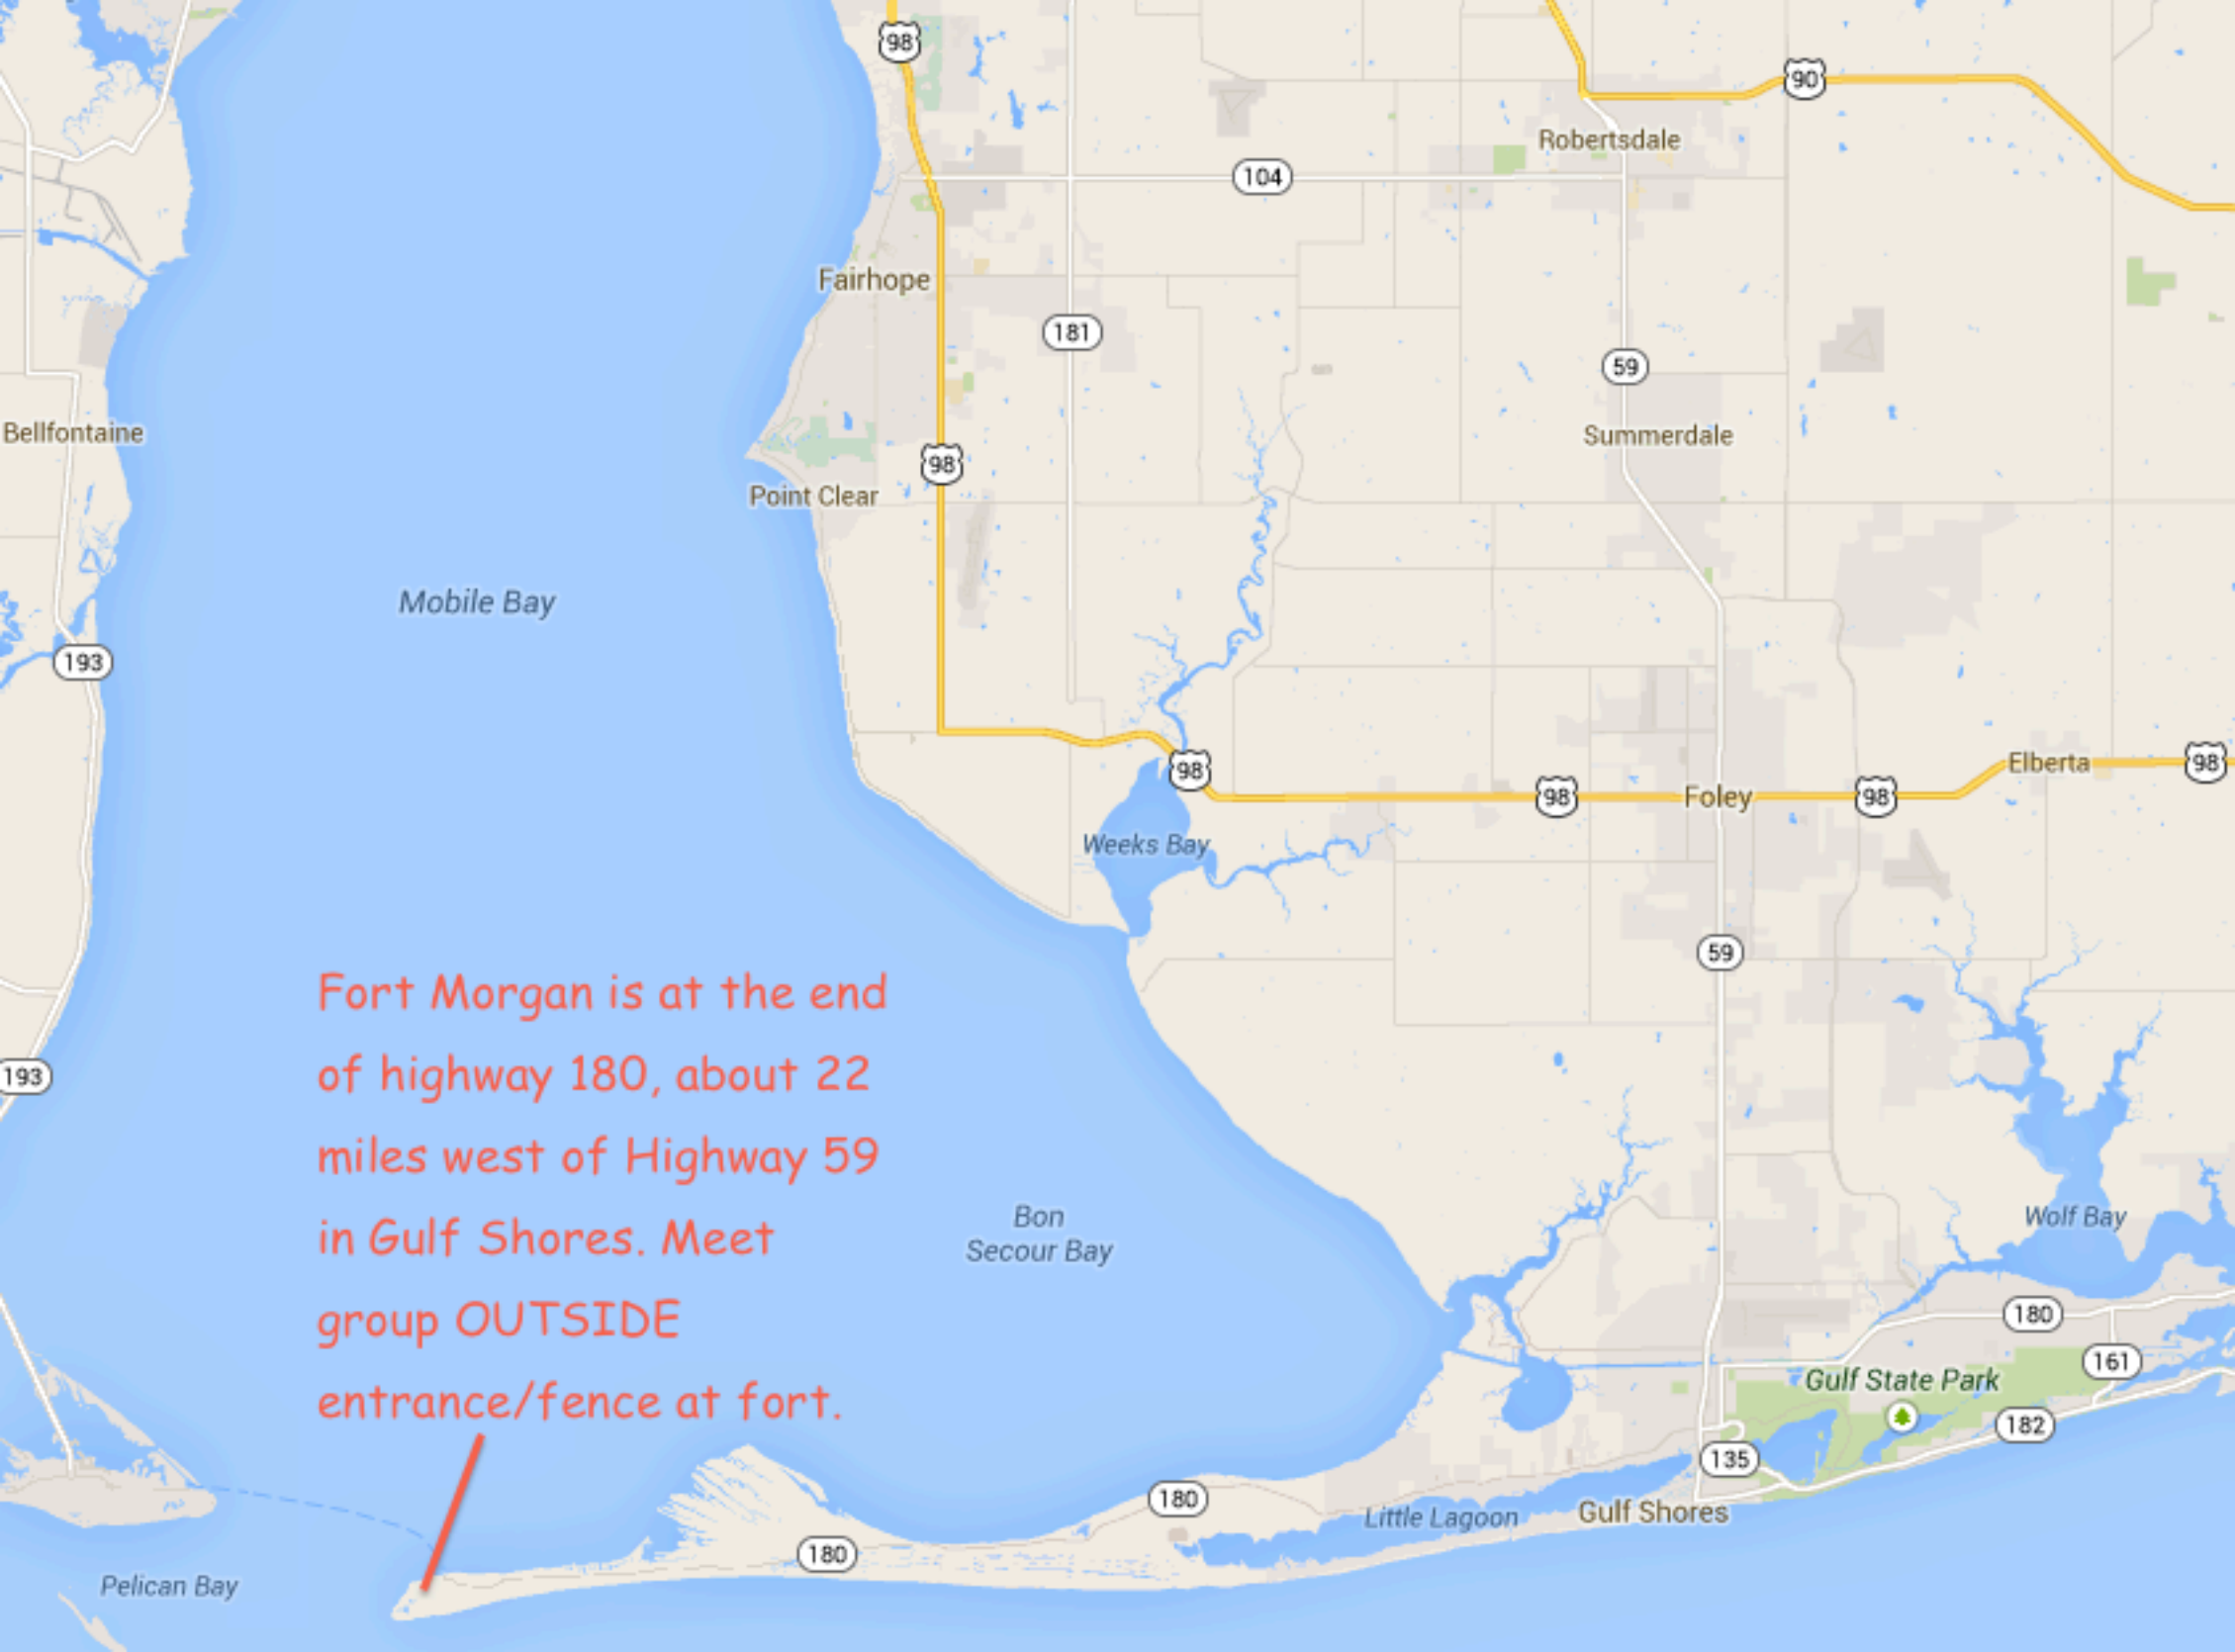 98
90
Robertsdale
104
Fairhope
181
59
Bellfontaine
Summerdale
98
Point Clear
Mobile Bay
193
98
98
Foley
98
Elberta
98
Weeks Bay
59
Fort Morgan is at the end
of highway 180, about 22
miles west of Highway 59
in Gulf Shores. Meet
group OUTSIDE
entrance/fence at fort.
193
Bon
Secour Bay
Wolf Bay
180
161
Gulf State Park
182
135
180
Little Lagoon
Gulf Shores
180
Pelican Bay